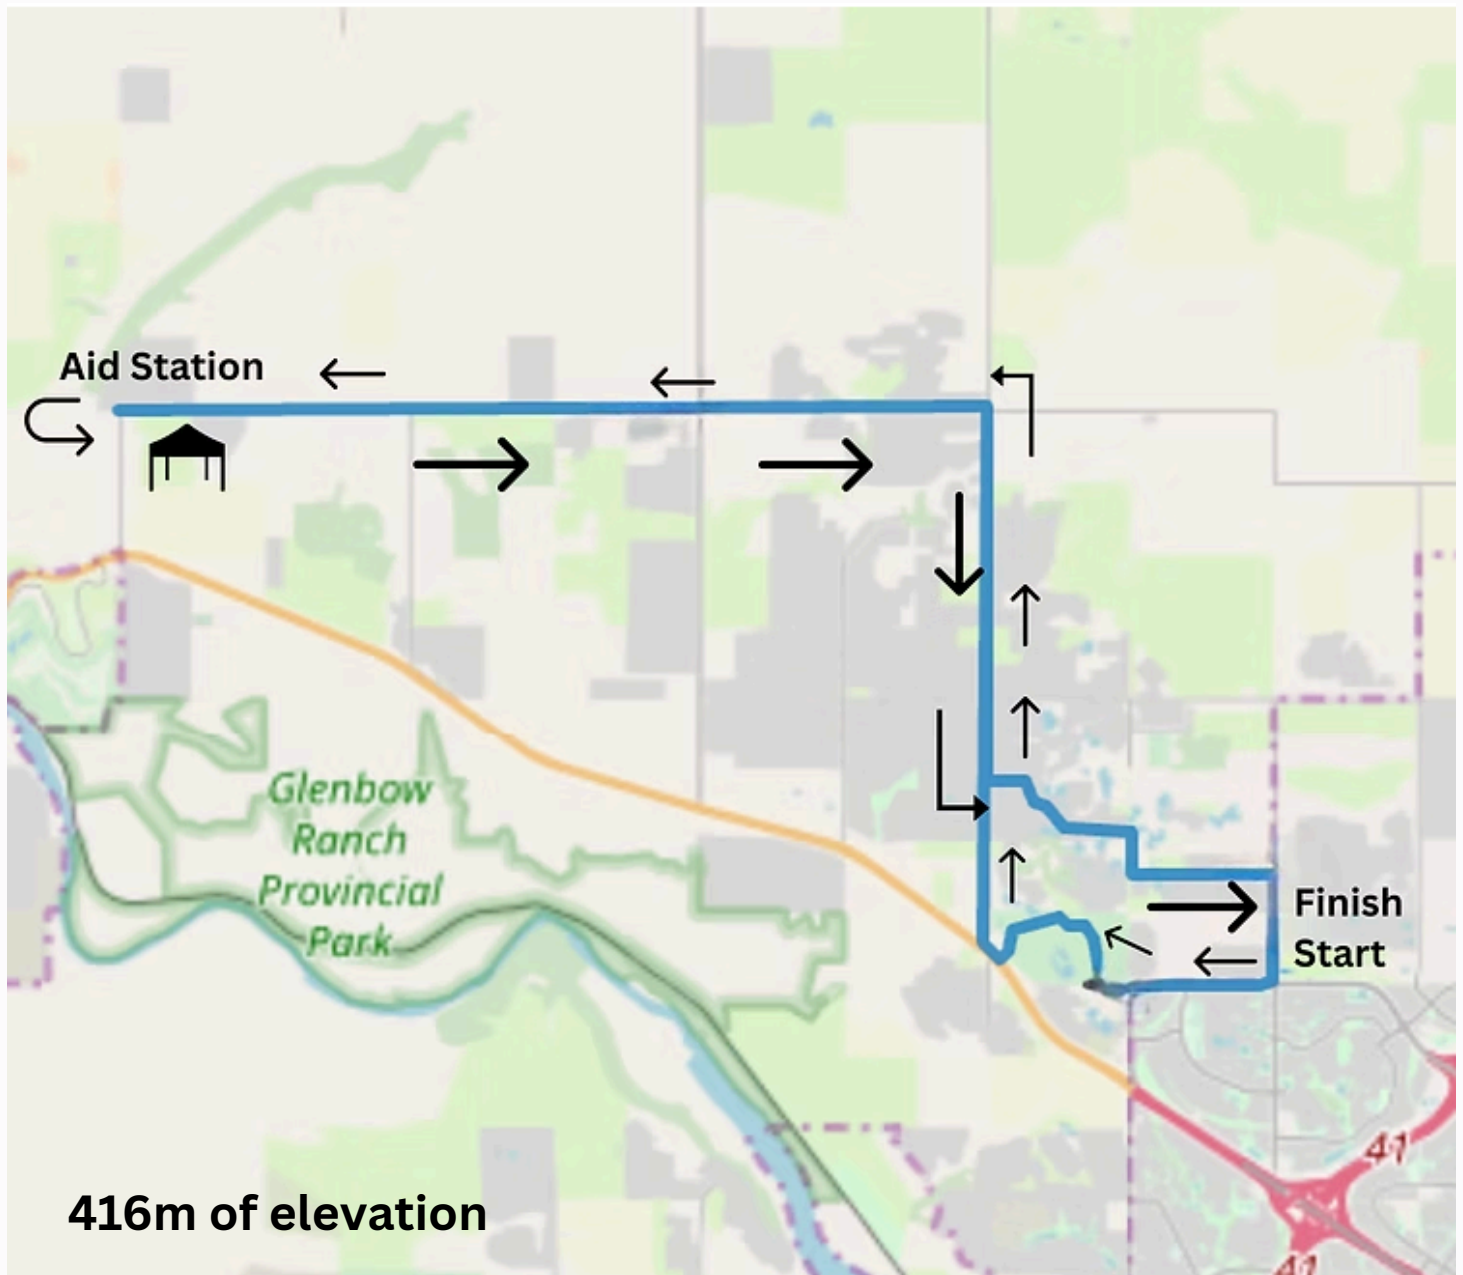 Aid Station
Glenbow
Ranch
Provincial
Park
Finish
Start
416m of elevation
41
41